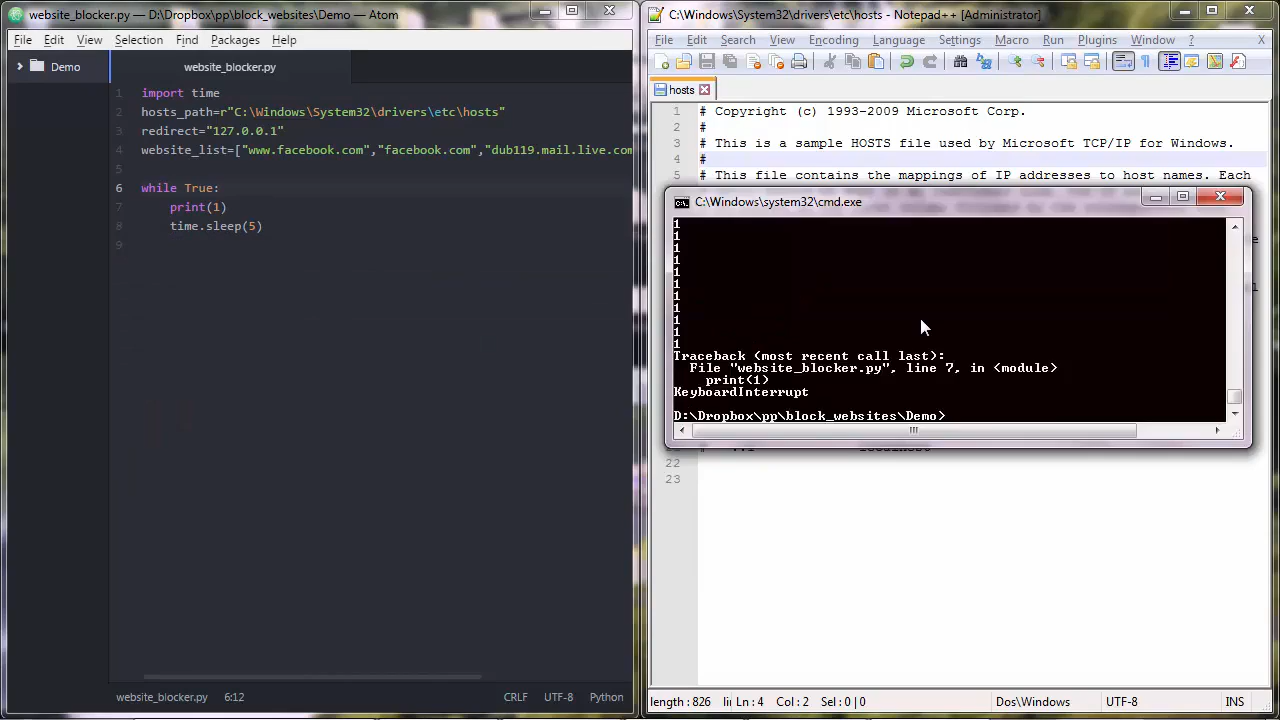 website_blocker.py — D:\Dropbox\pp\block_websites\Demo — Atom
File Edit View Selection Find Packages Help
Demo
website_blocker.py
1 import time
2 hosts_path=r"C:\Windows\System32\drivers\etc\hosts"
3 redirect="127.0.0.1"
4 website_list=["www.facebook.com","facebook.com","dub119.mail.live.com
5
6 while True:
7 print(1)
8 time.sleep(5)
9
website_blocker.py 6:12 CRLF UTF-8 Python
C:\Windows\System32\drivers\etc\hosts - Notepad++ [Administrator]
File Edit Search View Encoding Language Settings Macro Run Plugins Window ? X
hosts
1 # Copyright (c) 1993-2009 Microsoft Corp.
2 #
3 # This is a sample HOSTS file used by Microsoft TCP/IP for Windows.
4 #
5 # This file contains the mappings of IP addresses to host names. Each
C:\Windows\system32\cmd.exe
1
1
1
1
1
1
1
1
1
1
1
Traceback (most recent call last):
File "website_blocker.py", line 7, in <module>
print(1)
KeyboardInterrupt
D:\Dropbox\pp\block_websites\Demo>
22
23
length : 826 Ln : 4 Col : 2 Sel : 0 | 0 Dos\Windows UTF-8 INS